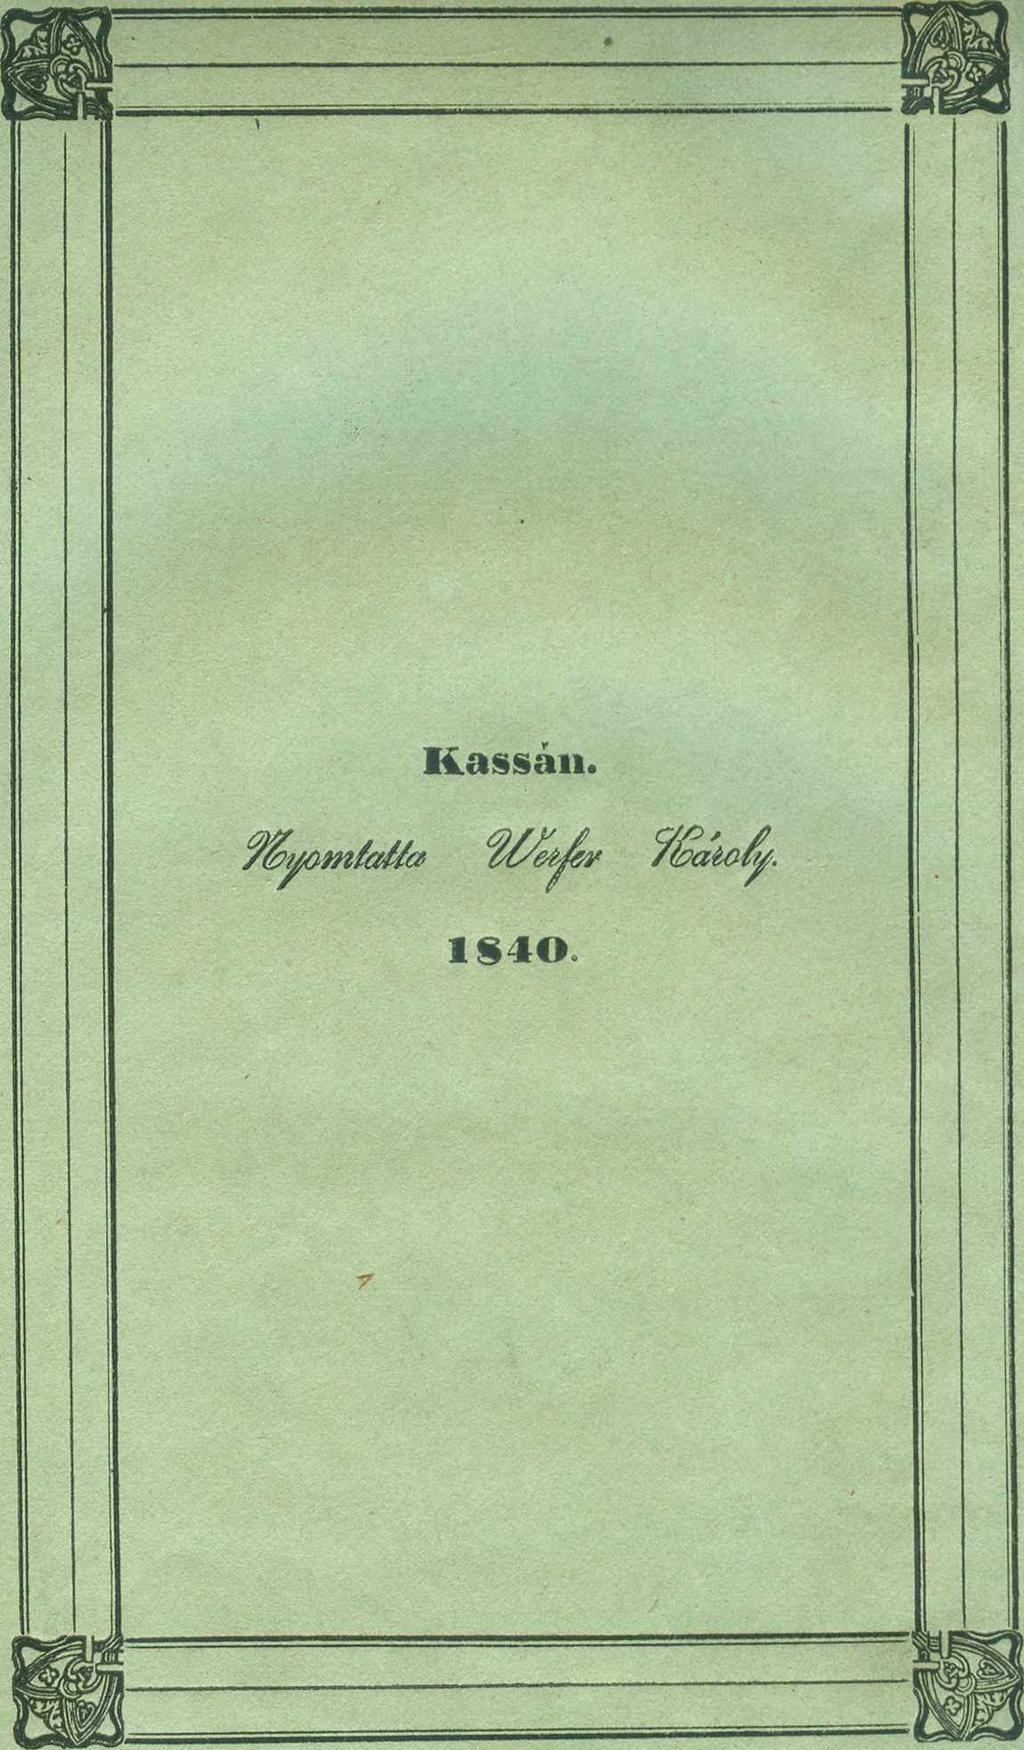 Kassán.
Nyomtatta Werfer Károly.
1840.